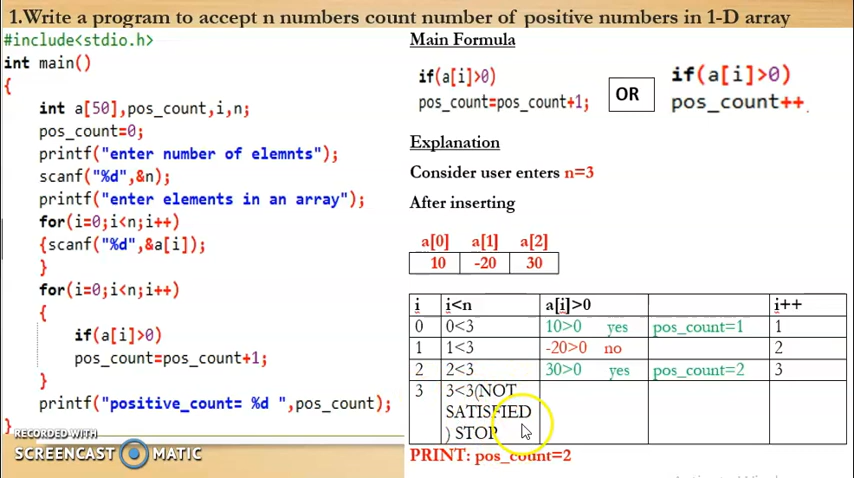 1.Write a program to accept n numbers count number of positive numbers in 1-D array
#include<stdio.h>
int main()
{
int a[50],pos_count,i,n;
pos_count=0;
printf("enter number of elemnts");
scanf("%d",&n);
printf("enter elements in an array");
for(i=0;i<n;i++)
{scanf("%d",&a[i]);
}
for(i=0;i<n;i++)
{
if(a[i]>0)
pos_count=pos_count+1;
}
printf("positive_count= %d ",pos_count);
}
RECORDED WITH
SCREENCAST MATIC
Main Formula
if(a[i]>0)
pos_count=pos_count+1;
OR
if(a[i]>0)
pos_count++
Explanation
Consider user enters n=3
After inserting
a[0] a[1] a[2]
10 -20 30
i i<n a[i]>0 i++
0 0<3 10>0 yes pos_count=1 1
1 1<3 -20>0 no 2
2 2<3 30>0 yes pos_count=2 3
3 3<3(NOT
SATISFIED
) STOP
PRINT: pos_count=2